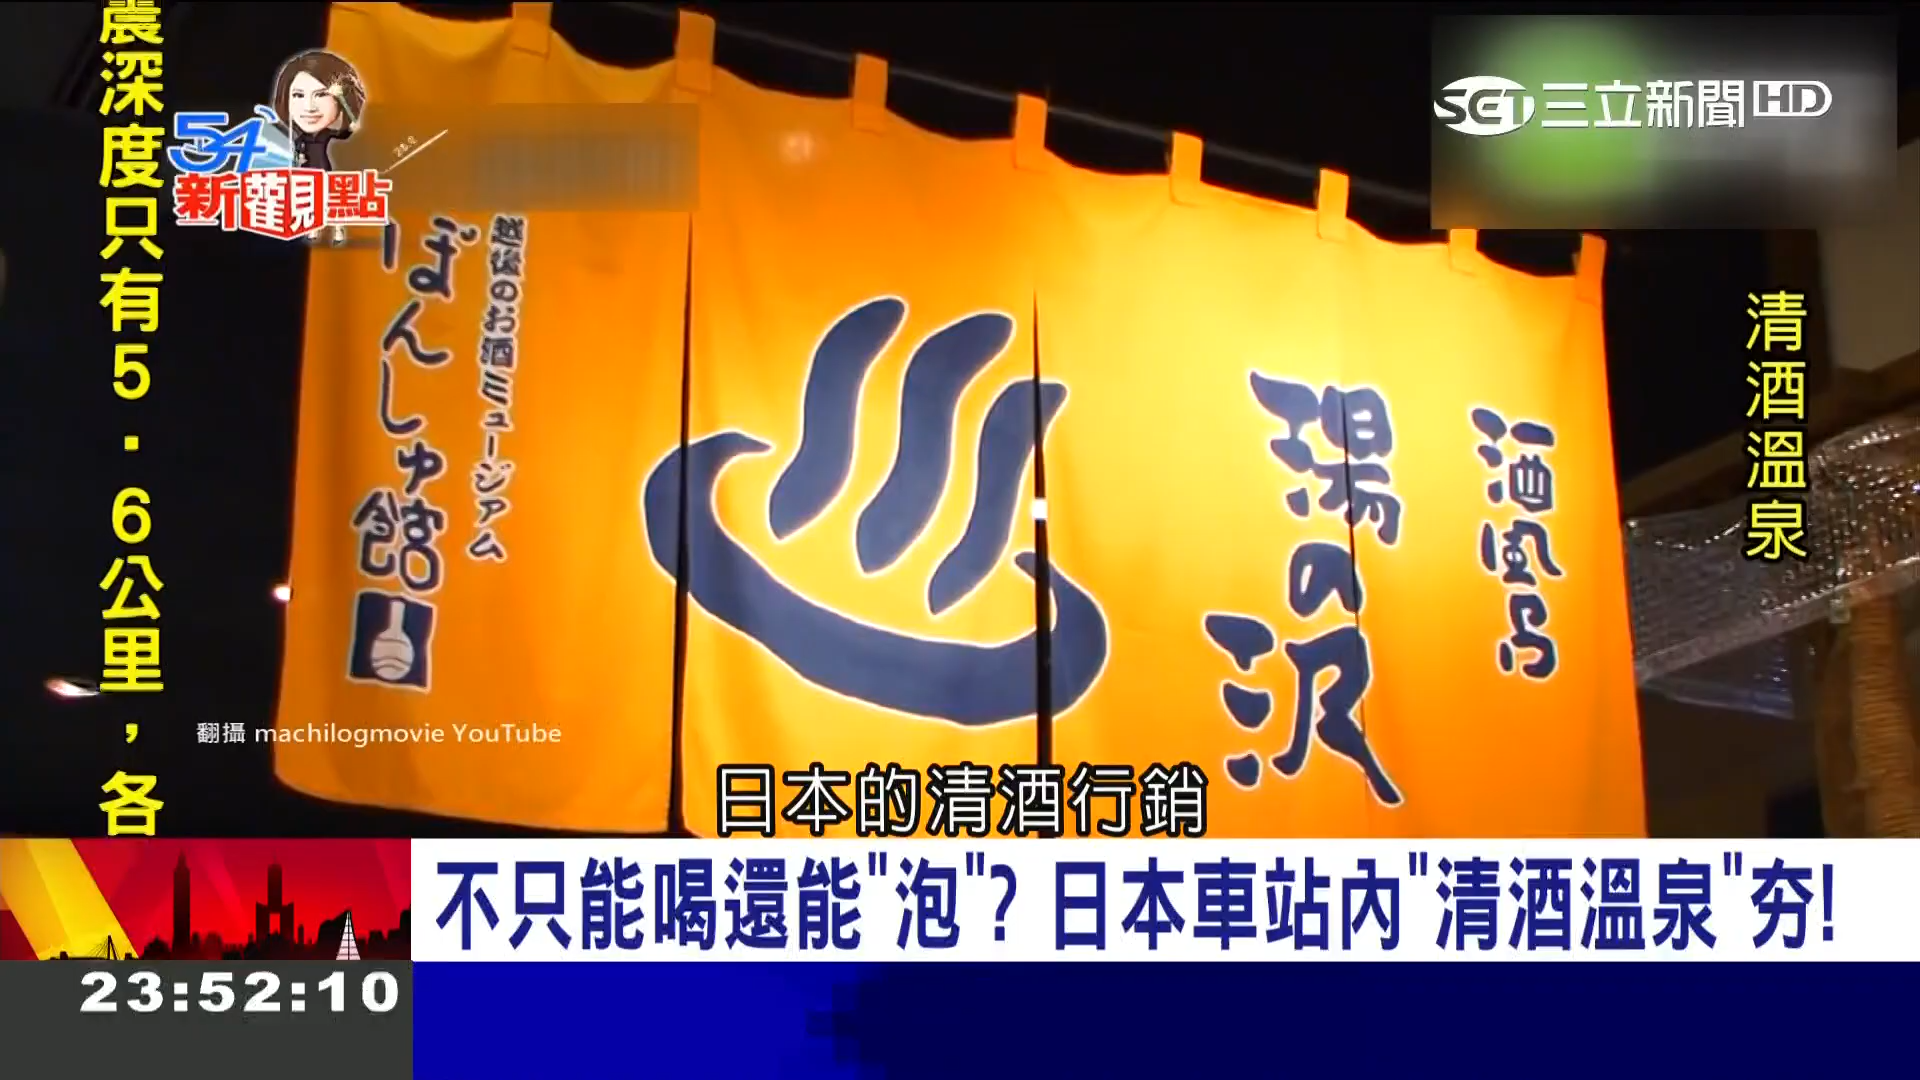 震深度只有5.6公里，各
54
新觀點
SET三立新聞HD
清酒溫泉
酒風呂
湯の沢
越後のお酒ミュージアム
ぽんしゅ館
翻攝 machilogmovie YouTube
日本的清酒行銷
不只能喝還能"泡"? 日本車站內"清酒溫泉"夯!
23:52:10